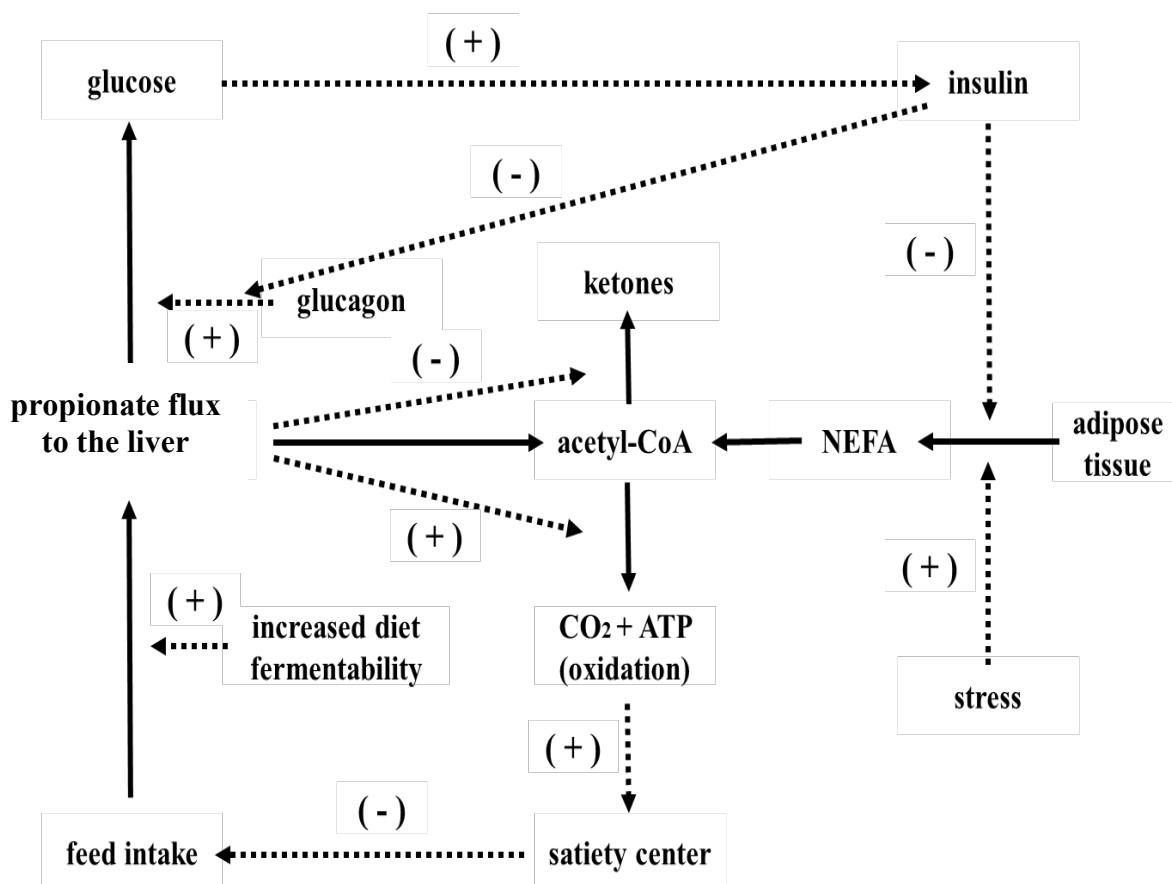 ( + )
glucose
insulin
( - )
( - )
ketones
glucagon
( + )
( - )
propionate flux
to the liver
acetyl-CoA
NEFA
adipose
tissue
( + )
( + )
( + )
increased diet
fermentability
CO₂ + ATP
(oxidation)
stress
( + )
( - )
feed intake
satiety center